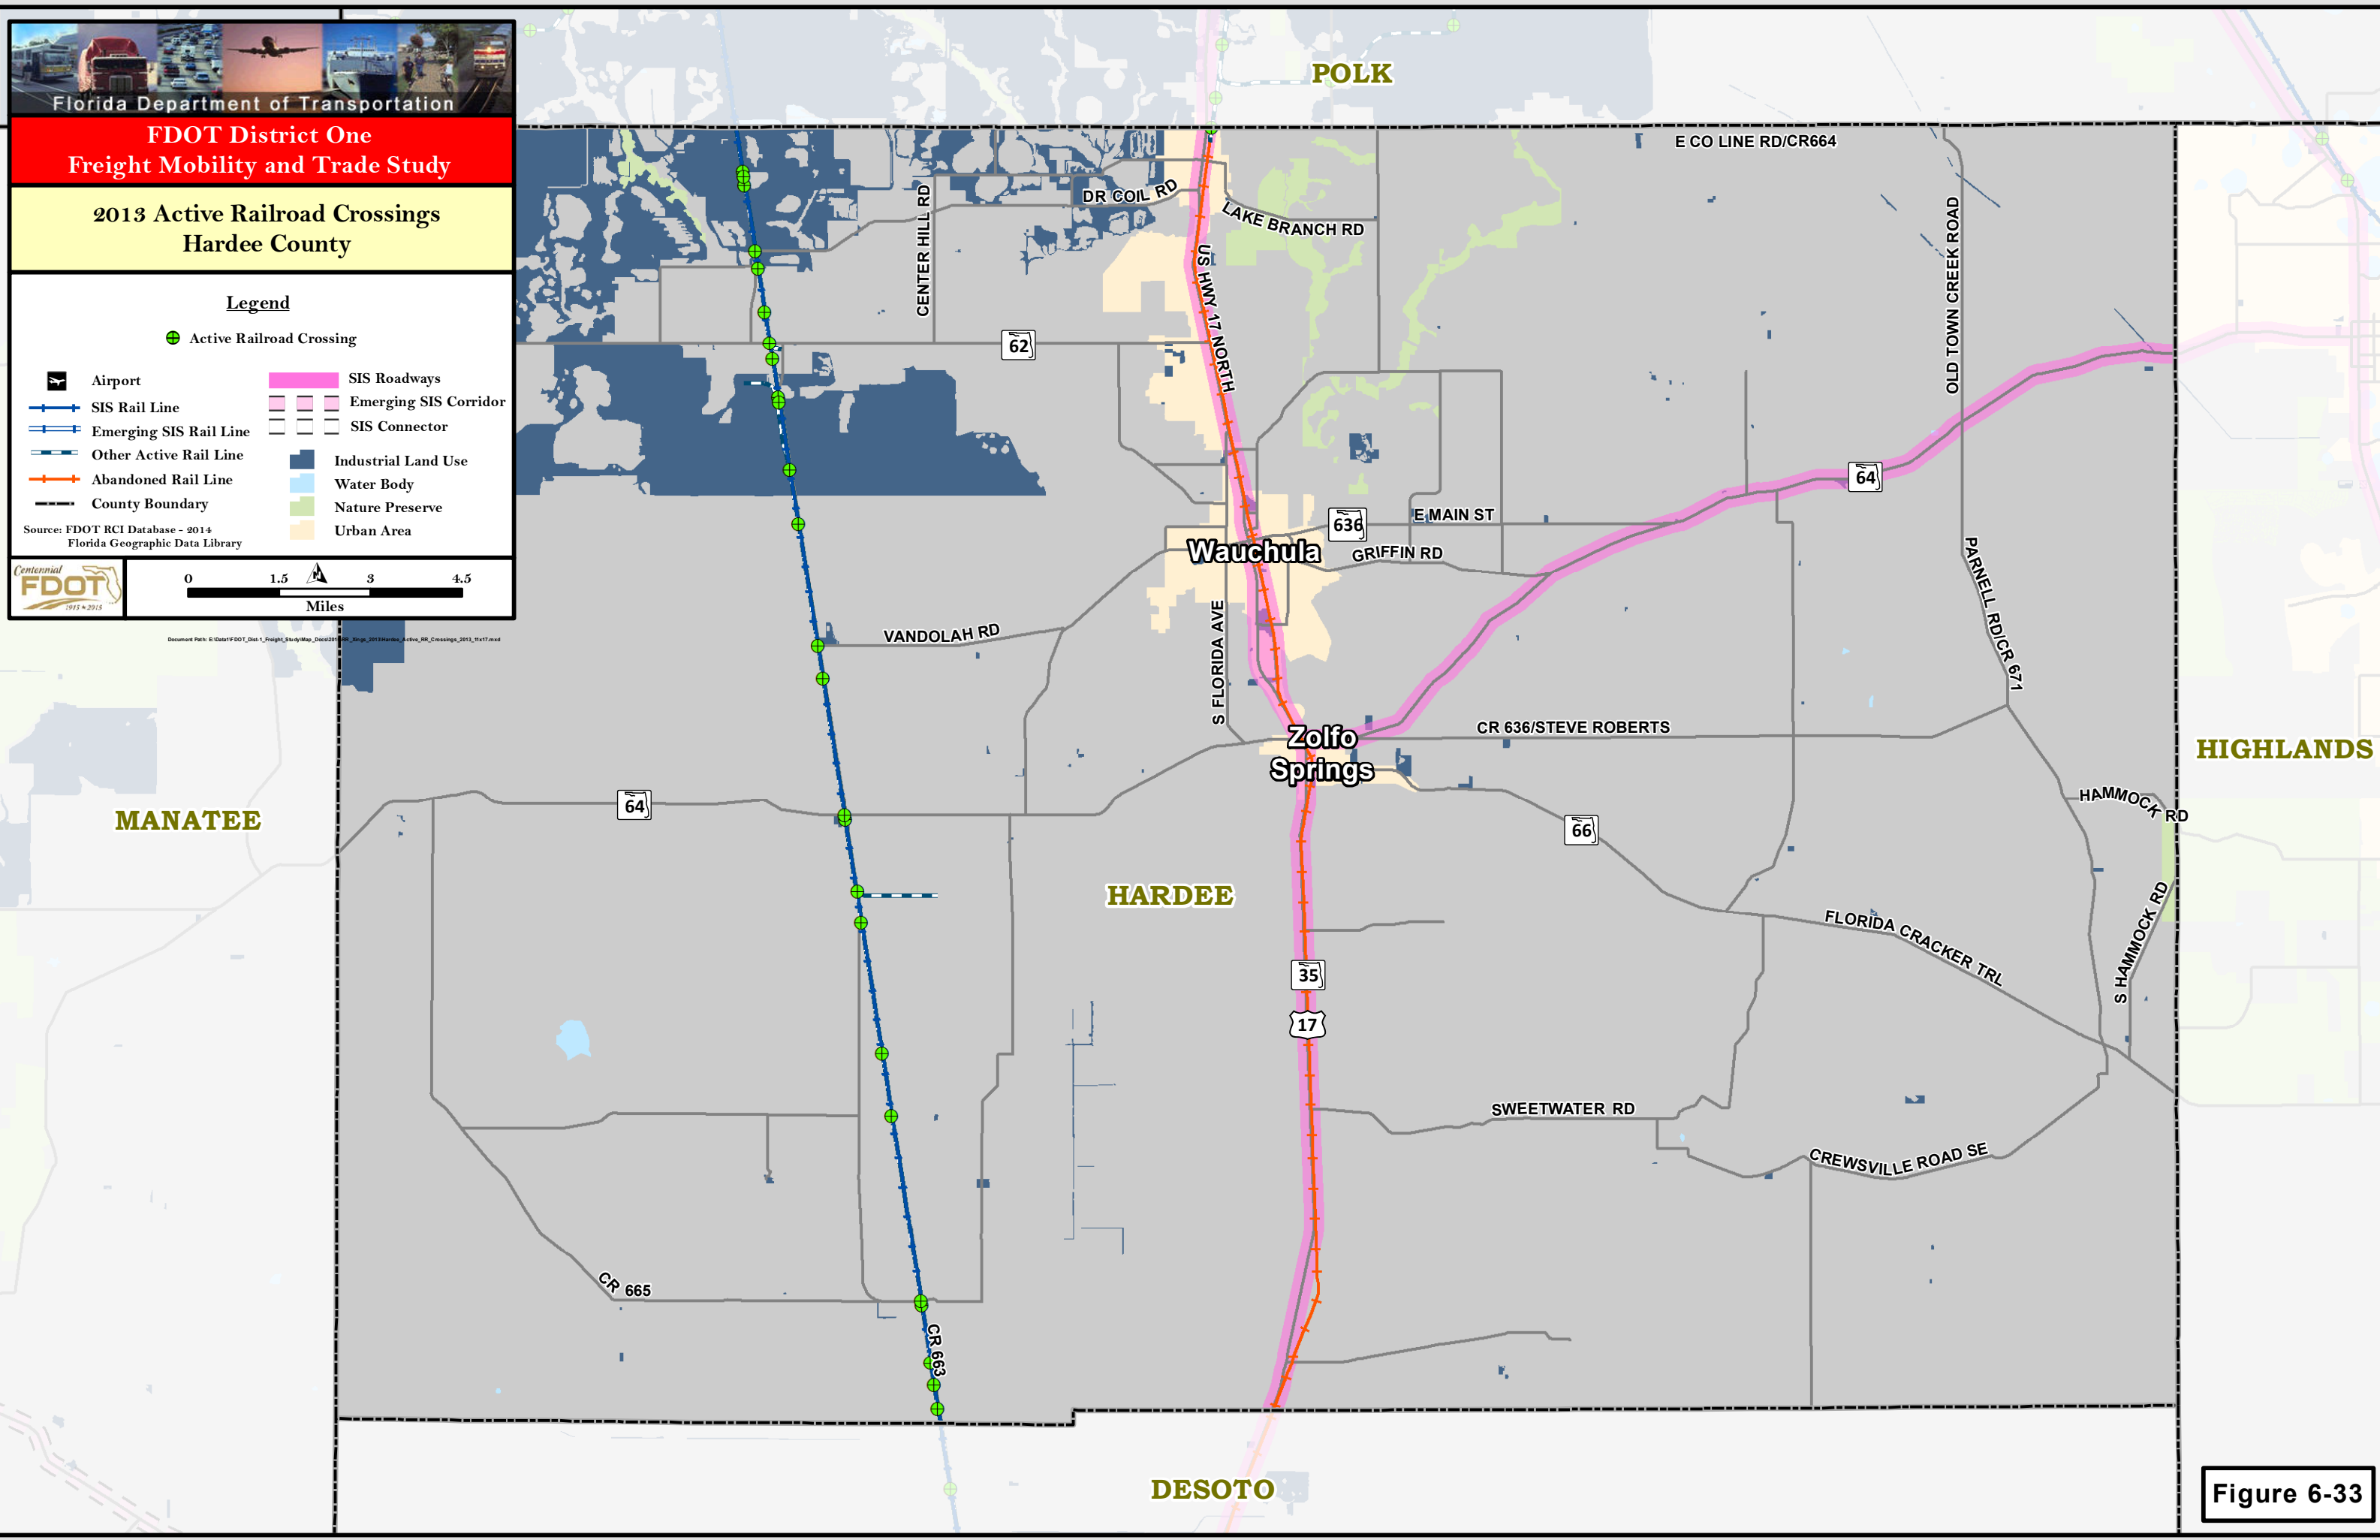 Florida Department of Transportation
FDOT District One
Freight Mobility and Trade Study
2013 Active Railroad Crossings
Hardee County
Legend
Active Railroad Crossing
Airport
SIS Rail Line
Emerging SIS Rail Line
Other Active Rail Line
Abandoned Rail Line
County Boundary
SIS Roadways
Emerging SIS Corridor
SIS Connector
Industrial Land Use
Water Body
Nature Preserve
Urban Area
Source: FDOT RCI Database - 2014
Florida Geographic Data Library
Centennial
FDOT
1915 ★ 2015
0 1.5 3 4.5
Miles
POLK
E CO LINE RD/CR664
DR COIL RD
LAKE BRANCH RD
CENTER HILL RD
US HWY 17 NORTH
OLD TOWN CREEK ROAD
62
64
636
E MAIN ST
Wauchula
GRIFFIN RD
PARNELL RD/CR 671
VANDOLAH RD
S FLORIDA AVE
Zolfo
Springs
CR 636/STEVE ROBERTS
HIGHLANDS
MANATEE
64
66
HAMMOCK RD
HARDEE
FLORIDA CRACKER TRL
S HAMMOCK RD
35
17
SWEETWATER RD
CREWSVILLE ROAD SE
CR 665
CR 663
DESOTO
Figure 6-33